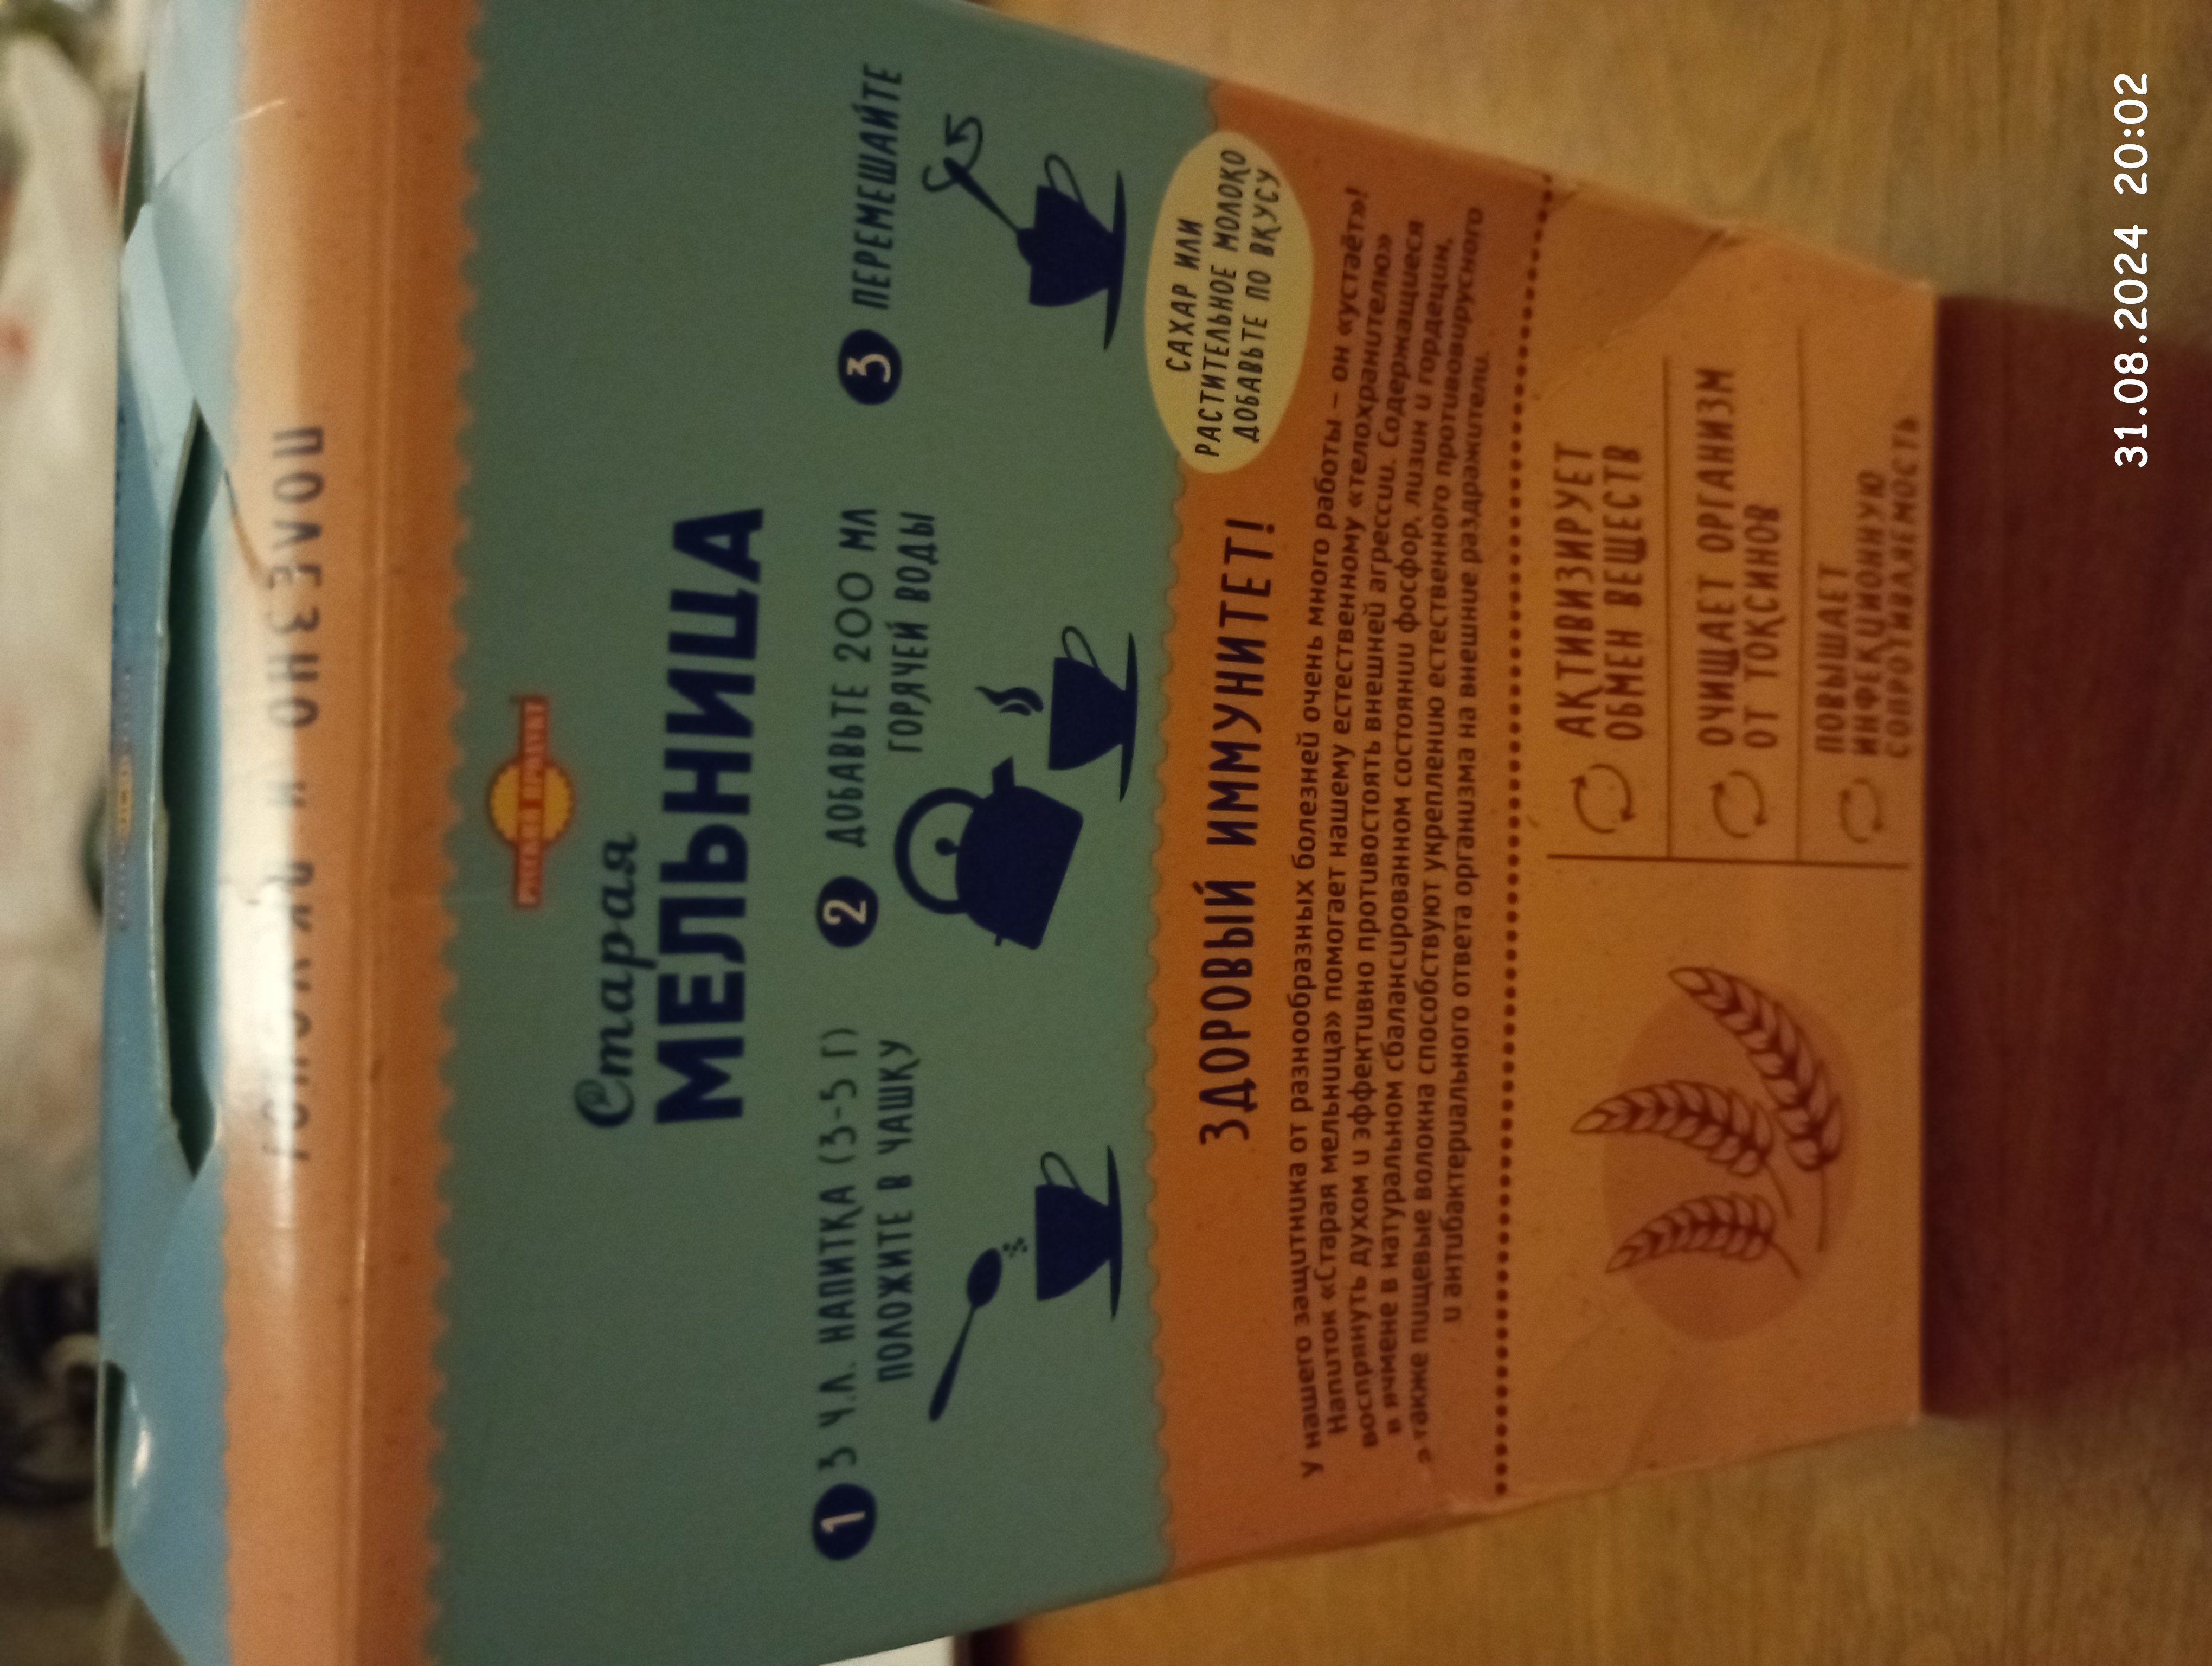 ПОЛЕЗНО И ВКУСНО!
РУССКИЙ ПРОДУКТ
Старая
МЕЛЬНИЦА
1 3 Ч.Л. НАПИТКА (3-5 Г)
ПОЛОЖИТЕ В ЧАШКУ
2 ДОБАВЬТЕ 200 МЛ
ГОРЯЧЕЙ ВОДЫ
3 ПЕРЕМЕШАЙТЕ
САХАР ИЛИ
РАСТИТЕЛЬНОЕ МОЛОКО
ДОБАВЬТЕ ПО ВКУСУ
ЗДОРОВЫЙ ИММУНИТЕТ!
У нашего защитника от разнообразных болезней очень много работы – он «устаёт»!
Напиток «Старая мельница» помогает нашему естественному «телохранителю»
воспрянуть духом и эффективно противостоять внешней агрессии. Содержащиеся
в ячмене в натуральном сбалансированном состоянии фосфор, лизин и гордецин,
а также пищевые волокна способствуют укреплению естественного противовирусного
и антибактериального ответа организма на внешние раздражители.
АКТИВИЗИРУЕТ
ОБМЕН ВЕЩЕСТВ
ОЧИЩАЕТ ОРГАНИЗМ
ОТ ТОКСИНОВ
ПОВЫШАЕТ
ИНФЕКЦИОННУЮ
СОПРОТИВЛЯЕМОСТЬ
31.08.2024 20:02